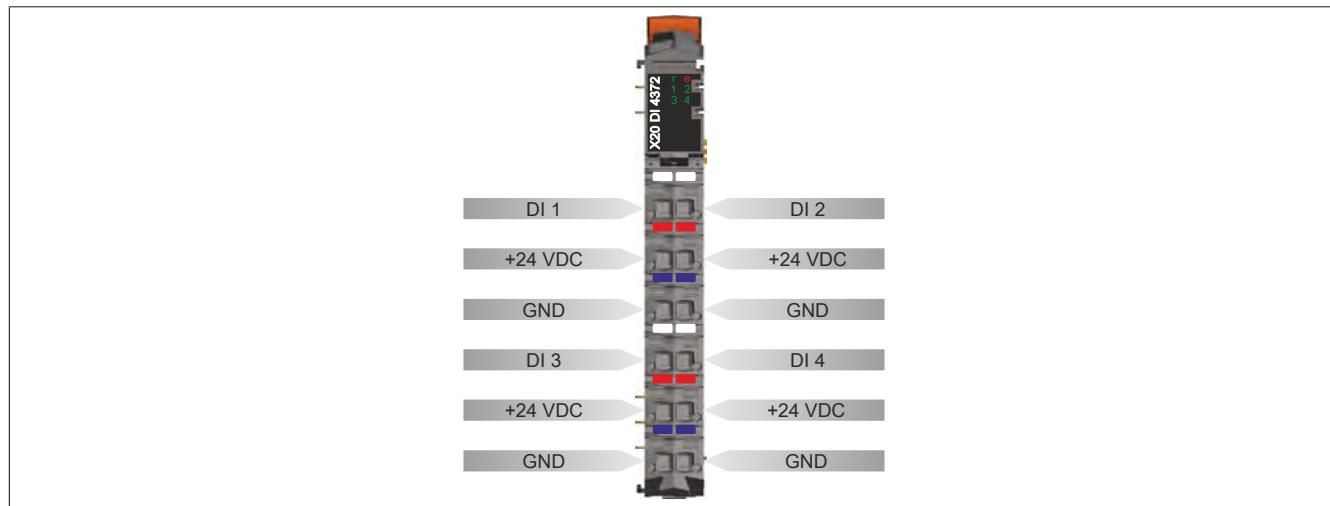 X20 DI 4372
r e
1 2
3 4
DI 1 DI 2
+24 VDC +24 VDC
GND GND
DI 3 DI 4
+24 VDC +24 VDC
GND GND